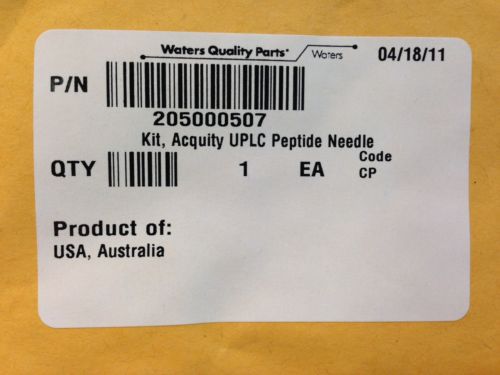 Waters Quality Parts® Waters 04/18/11
P/N
205000507
Kit, Acquity UPLC Peptide Needle
QTY 1 EA Code
CP
Product of:
USA, Australia